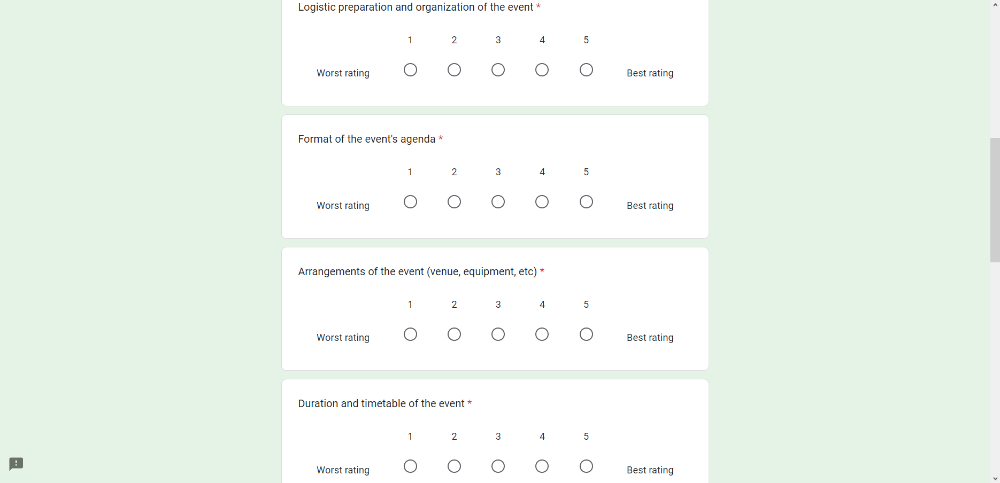 Logistic preparation and organization of the event *
1 2 3 4 5
Worst rating Best rating
Format of the event's agenda *
1 2 3 4 5
Worst rating Best rating
Arrangements of the event (venue, equipment, etc) *
1 2 3 4 5
Worst rating Best rating
Duration and timetable of the event *
1 2 3 4 5
Worst rating Best rating